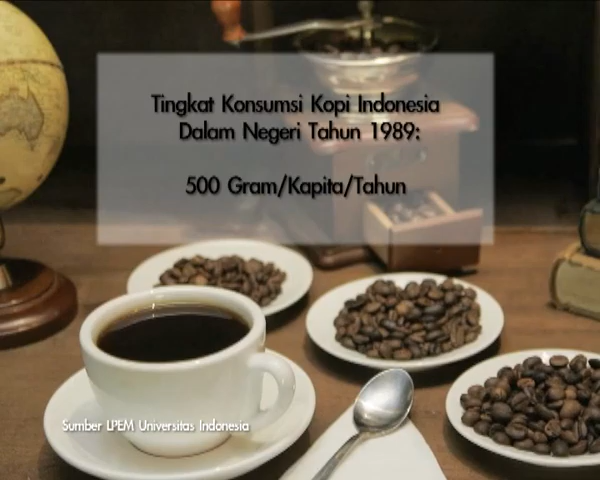 Tingkat Konsumsi Kopi Indonesia
Dalam Negeri Tahun 1989:
500 Gram/Kapita/Tahun
Sumber LPEM Universitas Indonesia